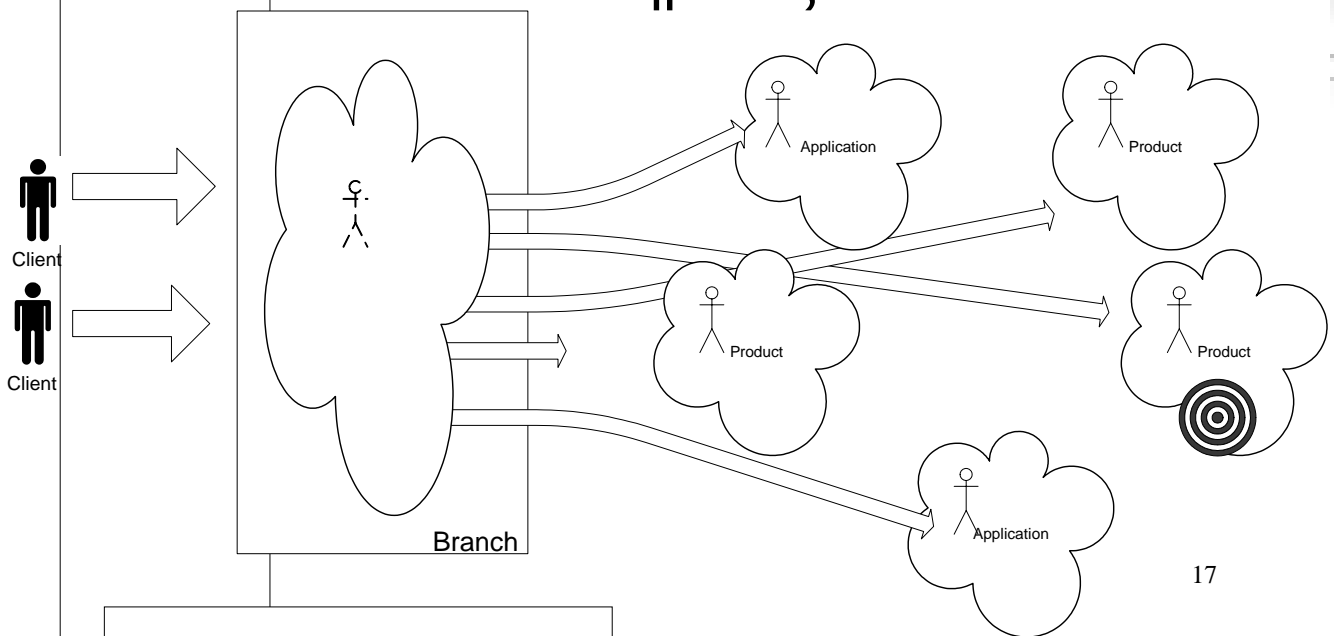 Application
Product
Client
Product
Product
Client
Branch
Application
17